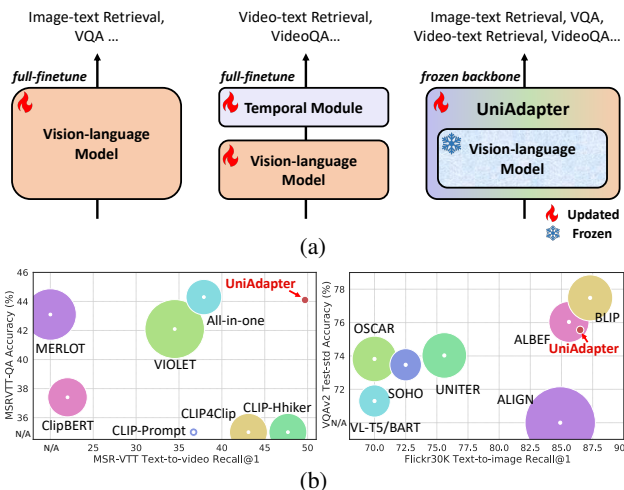 Image-text Retrieval,
VQA ...
Video-text Retrieval,
VideoQA...
Image-text Retrieval, VQA,
Video-text Retrieval, VideoQA...
full-finetune
full-finetune
frozen backbone
Vision-language
Model
Temporal Module
Vision-language
Model
UniAdapter
Vision-language
Model
Updated
Frozen
(a)
MSRVTT-QA Accuracy (%)
46
44
42
40
38
36
N/A
MERLOT
ClipBERT
VIOLET
All-in-one
UniAdapter
CLIP4Clip
CLIP-Hhiker
CLIP-Prompt
N/A
25
30
35
40
45
50
MSR-VTT Text-to-video Recall@1
VQAv2 Test-std Accuracy (%)
78
76
74
72
N/A
OSCAR
SOHO
VL-T5/BART
UNITER
ALBEF
BLIP
UniAdapter
ALIGN
70.0
72.5
75.0
77.5
80.0
82.5
85.0
87.5
90
Flickr30K Text-to-image Recall@1
(b)